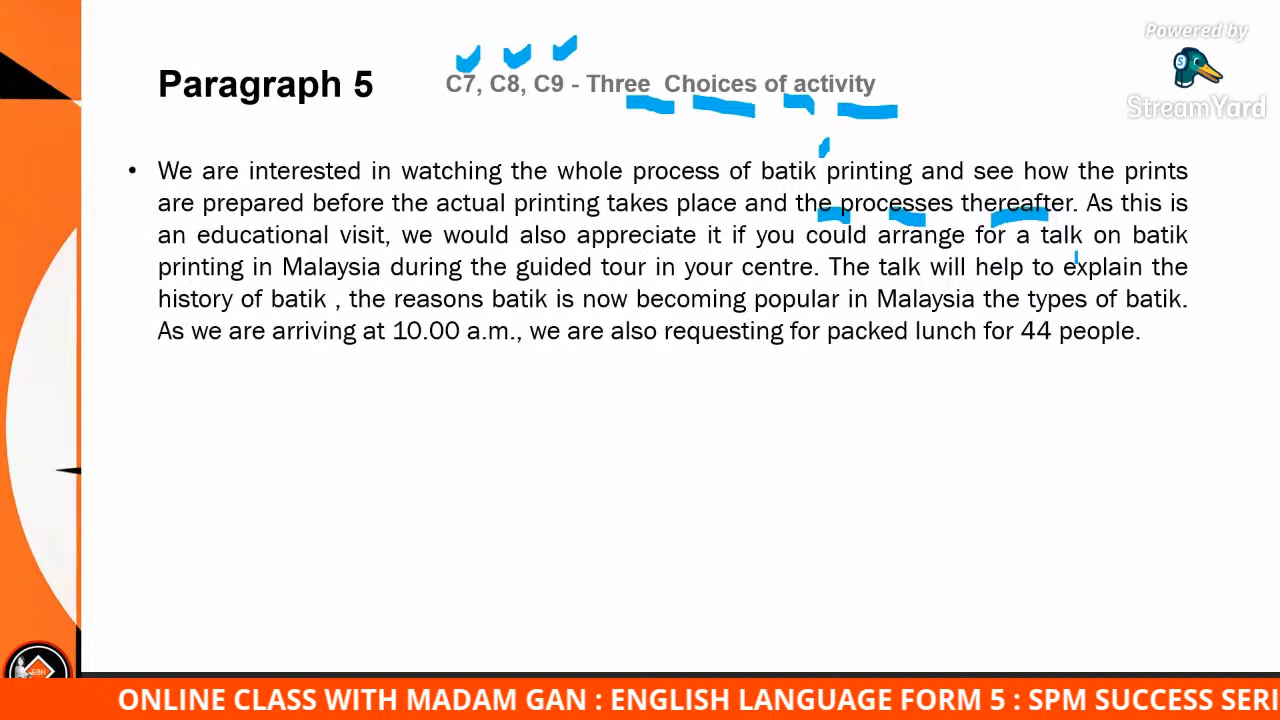 Powered by
StreamYard
Paragraph 5
C7, C8, C9 - Three Choices of activity
• We are interested in watching the whole process of batik printing and see how the prints
are prepared before the actual printing takes place and the processes thereafter. As this is
an educational visit, we would also appreciate it if you could arrange for a talk on batik
printing in Malaysia during the guided tour in your centre. The talk will help to explain the
history of batik , the reasons batik is now becoming popular in Malaysia the types of batik.
As we are arriving at 10.00 a.m., we are also requesting for packed lunch for 44 people.
ONLINE CLASS WITH MADAM GAN : ENGLISH LANGUAGE FORM 5 : SPM SUCCESS SERI